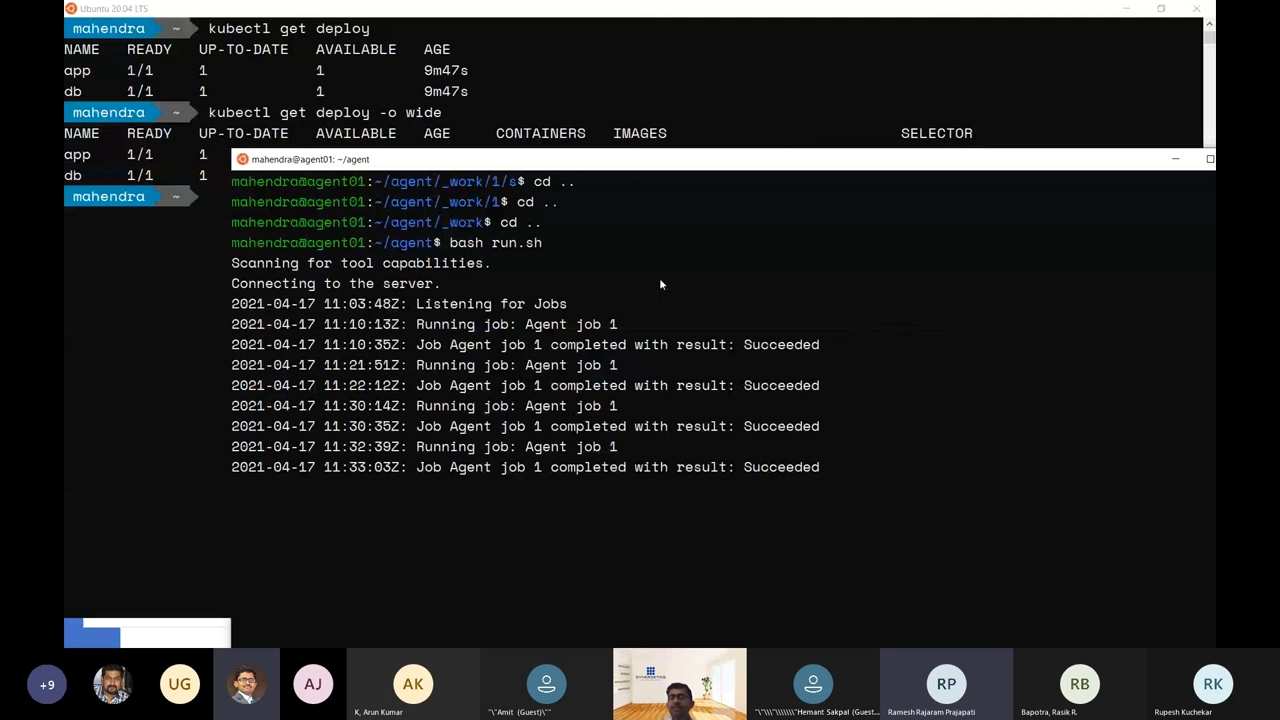 Ubuntu 20.04 LTS
mahendra ~ kubectl get deploy
NAME READY UP-TO-DATE AVAILABLE AGE
app 1/1 1 1 9m47s
db 1/1 1 1 9m47s
mahendra ~ kubectl get deploy -o wide
NAME READY UP-TO-DATE AVAILABLE AGE CONTAINERS IMAGES SELECTOR
app 1/1 1
db 1/1 1
mahendra ~
mahendra@agent01: ~/agent
mahendra@agent01:~/agent/_work/1/s$ cd ..
mahendra@agent01:~/agent/_work/1$ cd ..
mahendra@agent01:~/agent/_work$ cd ..
mahendra@agent01:~/agent$ bash run.sh
Scanning for tool capabilities.
Connecting to the server.
2021-04-17 11:03:48Z: Listening for Jobs
2021-04-17 11:10:13Z: Running job: Agent job 1
2021-04-17 11:10:35Z: Job Agent job 1 completed with result: Succeeded
2021-04-17 11:21:51Z: Running job: Agent job 1
2021-04-17 11:22:12Z: Job Agent job 1 completed with result: Succeeded
2021-04-17 11:30:14Z: Running job: Agent job 1
2021-04-17 11:30:35Z: Job Agent job 1 completed with result: Succeeded
2021-04-17 11:32:39Z: Running job: Agent job 1
2021-04-17 11:33:03Z: Job Agent job 1 completed with result: Succeeded
SYNERGETICS
+9 UG AJ AK RP RB RK
K, Arun Kumar
"\"Amit (Guest)\""
"\"\\"\\\\\\\"Hemant Sakpal (Guest...
Ramesh Rajaram Prajapati
Bapotra, Rasik R.
Rupesh Kuchekar